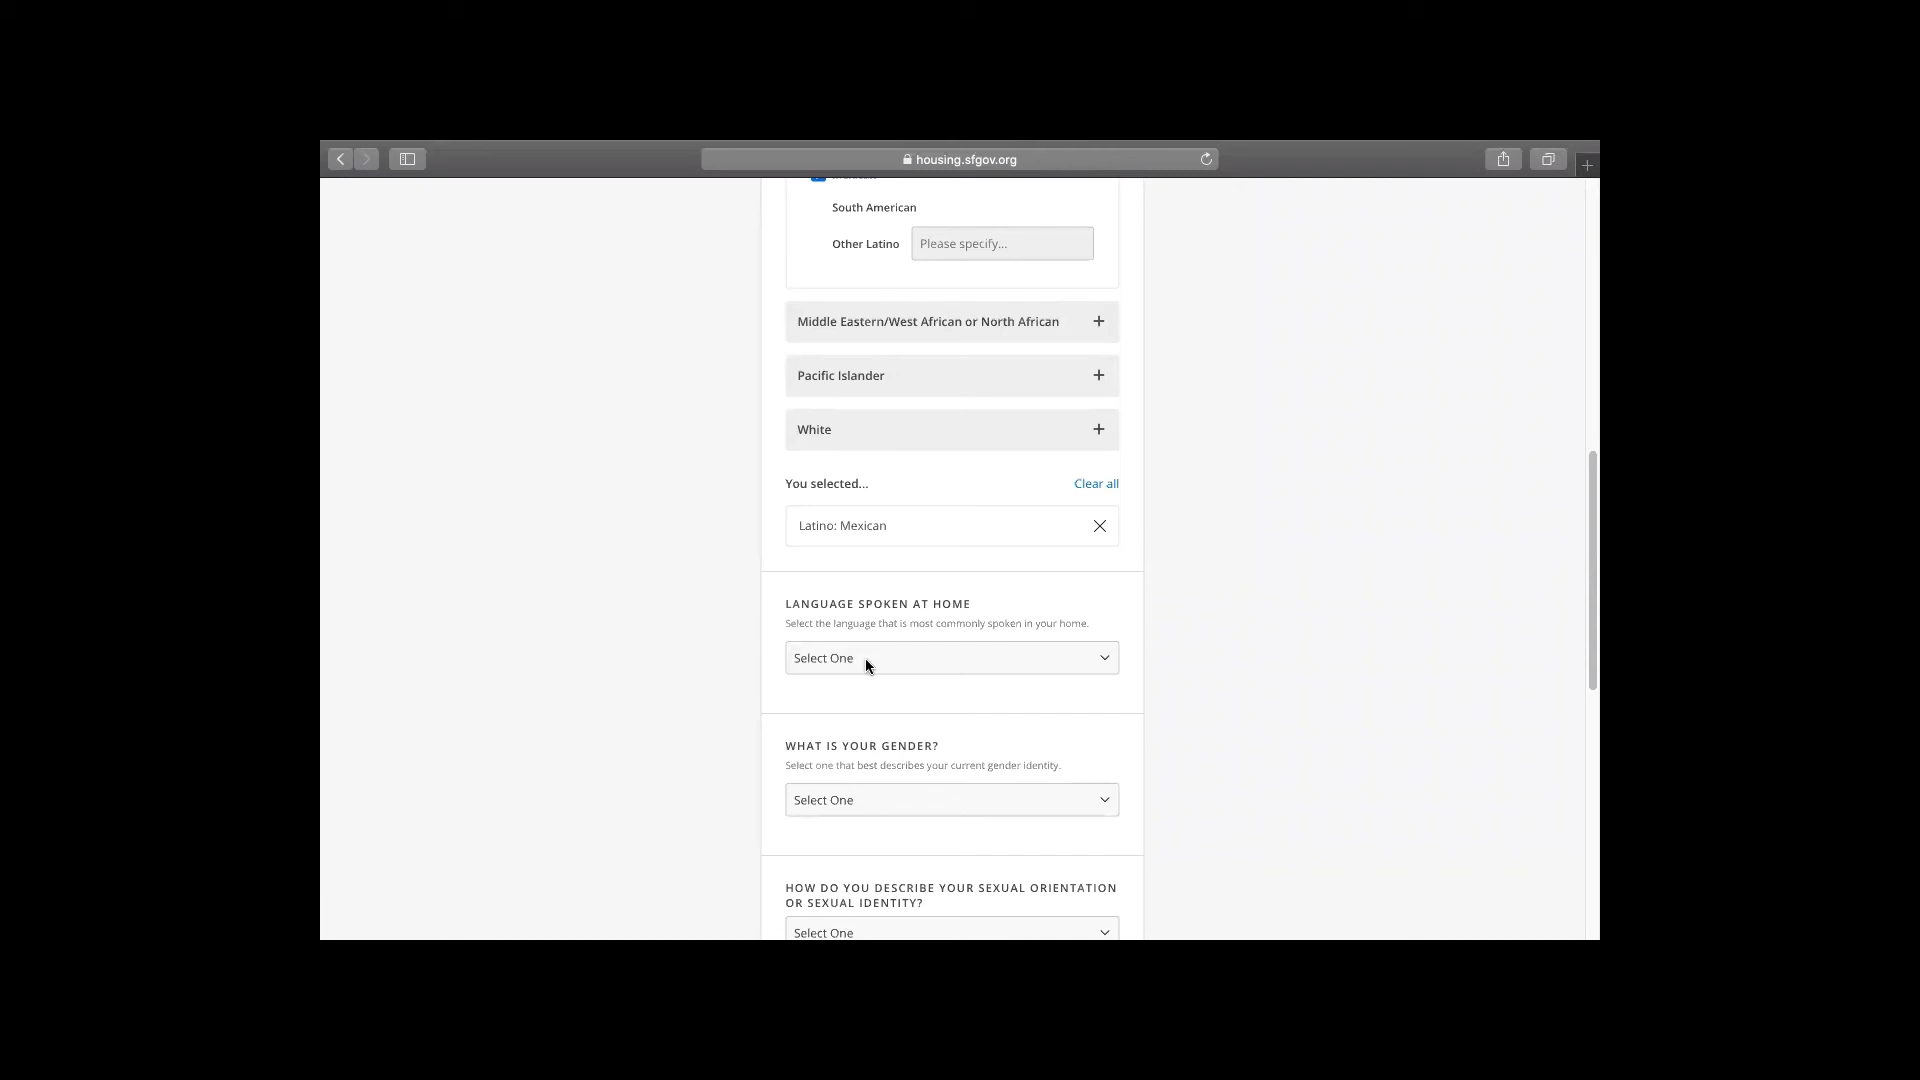 housing.sfgov.org
South American
Other Latino Please specify...
Middle Eastern/West African or North African
Pacific Islander
White
You selected... Clear all
Latino: Mexican
LANGUAGE SPOKEN AT HOME
Select the language that is most commonly spoken in your home.
Select One
WHAT IS YOUR GENDER?
Select one that best describes your current gender identity.
Select One
HOW DO YOU DESCRIBE YOUR SEXUAL ORIENTATION
OR SEXUAL IDENTITY?
Select One